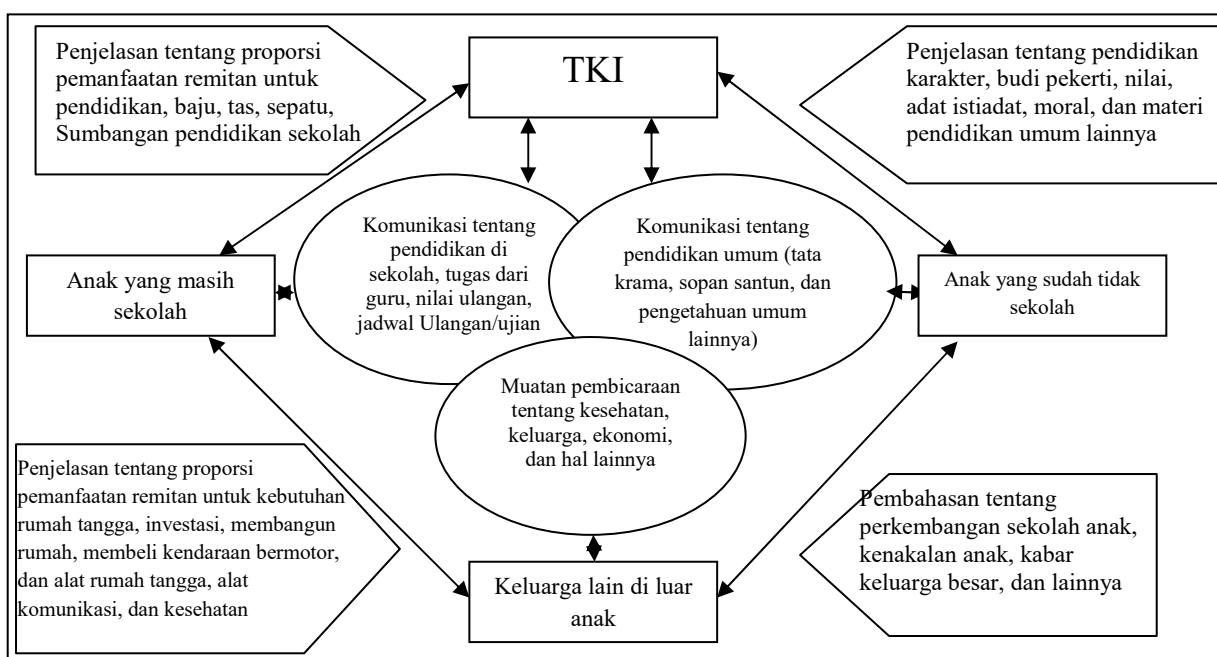 Penjelasan tentang proporsi
pemanfaatan remitan untuk
pendidikan, baju, tas, sepatu,
Sumbangan pendidikan sekolah
TKI
Penjelasan tentang pendidikan
karakter, budi pekerti, nilai,
adat istiadat, moral, dan materi
pendidikan umum lainnya
Komunikasi tentang
pendidikan di
sekolah, tugas dari
guru, nilai ulangan,
jadwal Ulangan/ujian
Komunikasi tentang
pendidikan umum (tata
krama, sopan santun, dan
pengetahuan umum
lainnya)
Anak yang masih
sekolah
Anak yang sudah tidak
sekolah
Muatan pembicaraan
tentang kesehatan,
keluarga, ekonomi,
dan hal lainnya
Penjelasan tentang proporsi
pemanfaatan remitan untuk kebutuhan
rumah tangga, investasi, membangun
rumah, membeli kendaraan bermotor,
dan alat rumah tangga, alat
komunikasi, dan kesehatan
Pembahasan tentang
perkembangan sekolah anak,
kenakalan anak, kabar
keluarga besar, dan lainnya
Keluarga lain di luar
anak